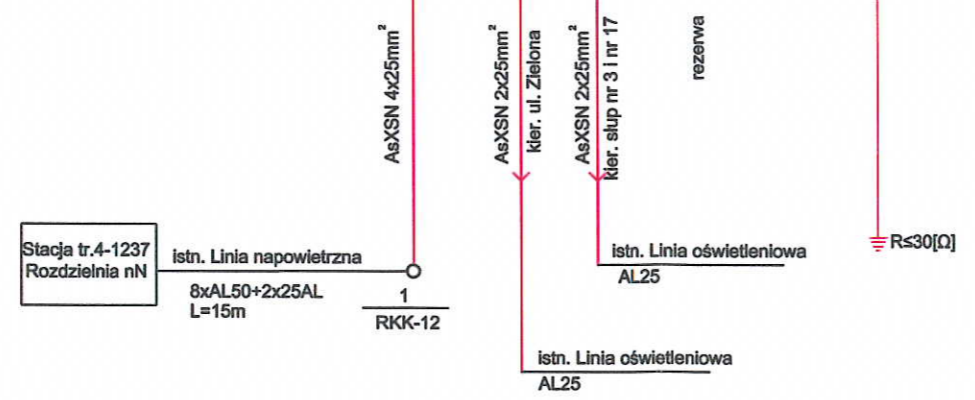 AsXSN 4x25mm²
AsXSN 2x25mm²
kier. ul. Zielona
AsXSN 2x25mm²
kier. słup nr 3 i nr 17
rezerwa
Stacja tr.4-1237
Rozdzielnia nN
istn. Linia napowietrzna
8xAL50+2x25AL
L=15m
1
RKK-12
istn. Linia oświetleniowa
AL25
R≤30[Ω]
istn. Linia oświetleniowa
AL25